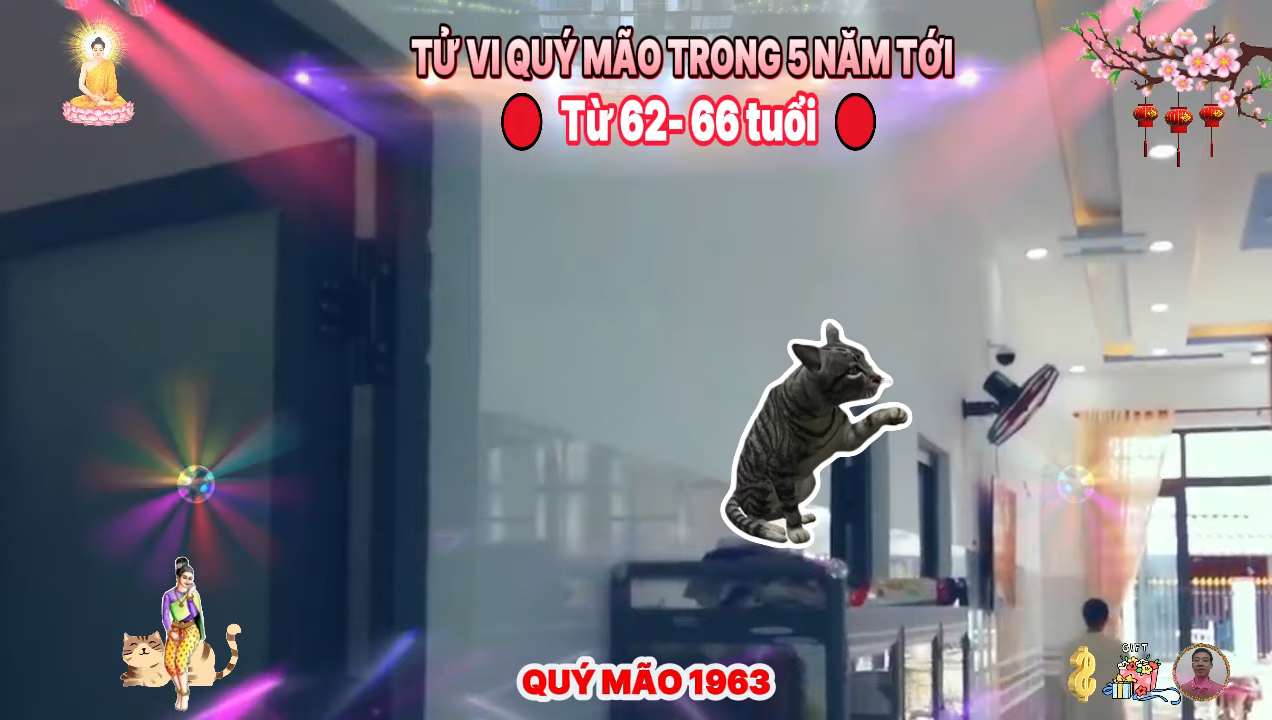 TỬ VI QUÝ MÃO TRONG 5 NĂM TỚI
Từ 62- 66 tuổi
GIFT
QUÝ MÃO 1963